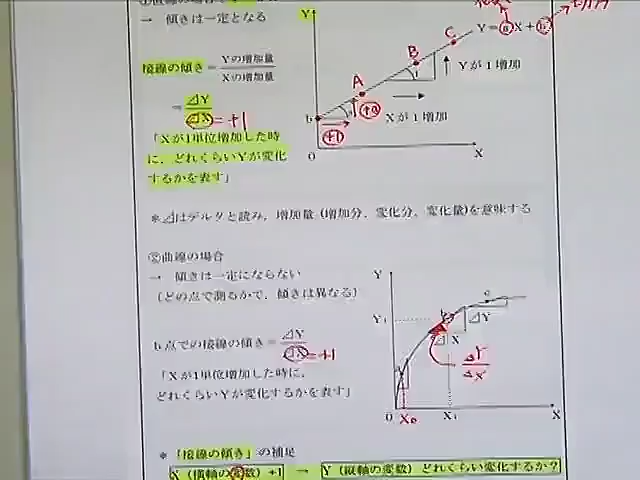 → 傾きは一定となる
接線の傾き＝Yの増加量
Xの増加量
＝⊿Y
⊿X=+1
「Xが1単位増加した時
に、どれくらいYが変化
するかを表す」
Y
Y=aX+b
C
B
A
Yが1増加
+a
b
+1
Xが1増加
0
X
＊⊿はデルタと読み，増加量（増加分，変化分，変化量）を意味する
②曲線の場合
→ 傾きは一定にならない
（どの点で測るかで，傾きは異なる）
b点での接線の傾き＝⊿Y
⊿X=+1
「Xが1単位増加した時に，
どれくらいYが変化するかを表す」
Y
c
b
Y₁
⊿Y
⊿X
⊿Y
⊿X
0
X₀
X₁
X
＊「接線の傾き」の補足
X（横軸の変数）+1 → Y（縦軸の変数）どれくらい変化するか？